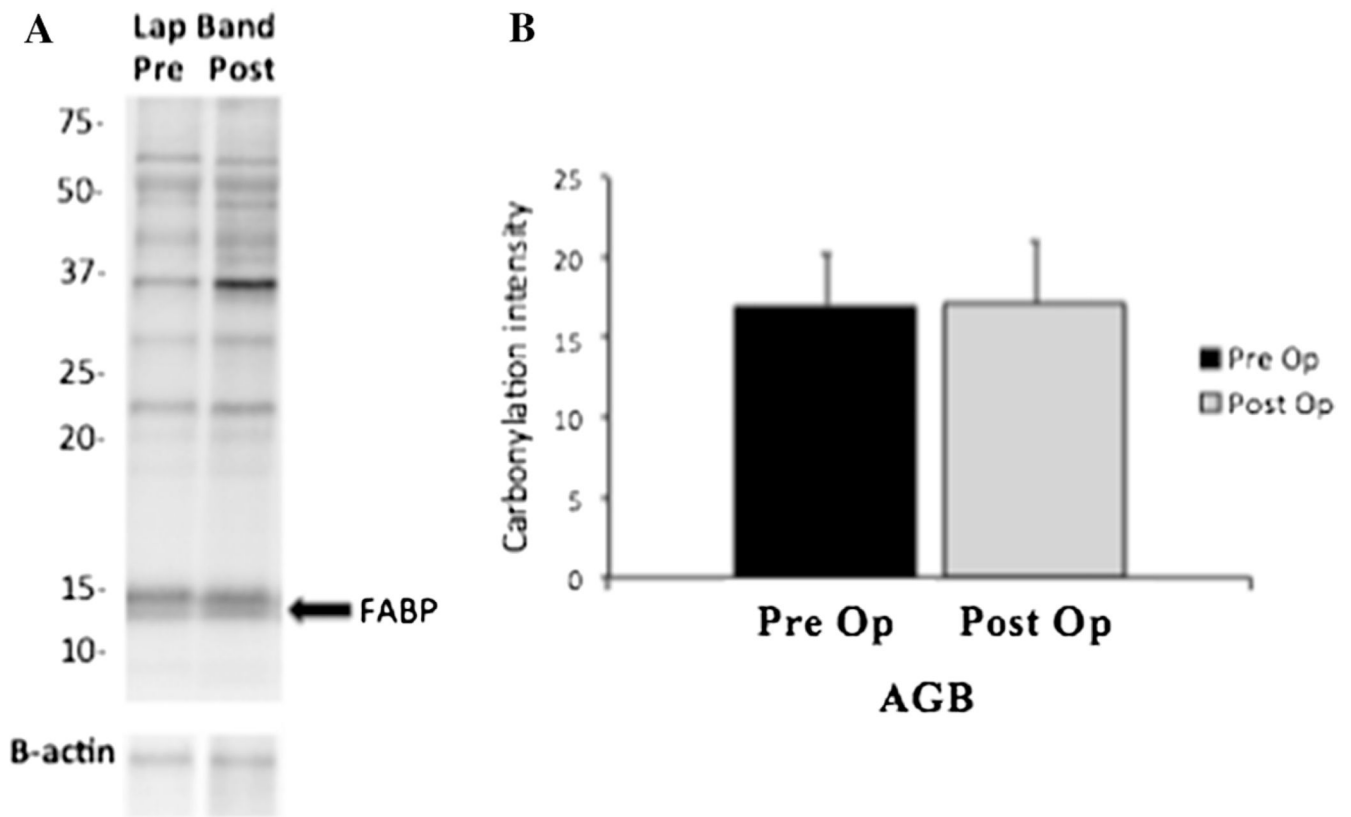 A
Lap Band
Pre Post
75-
50-
37-
25-
20-
15-
FABP
10-
B-actin
B
Carbonylation intensity
25
20
15
10
5
0
Pre Op
Post Op
Pre Op Post Op
AGB